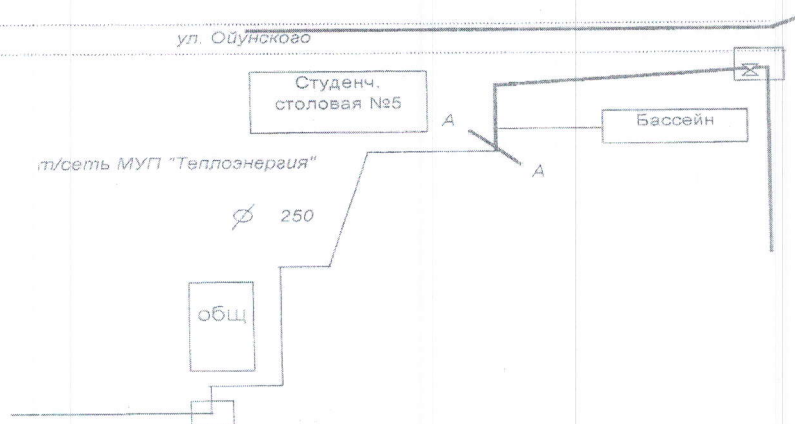 ул. Ойунского
Студенч.
столовая №5
А
Бассейн
т/сеть МУП "Теплоэнергия"
А
∅ 250
общ